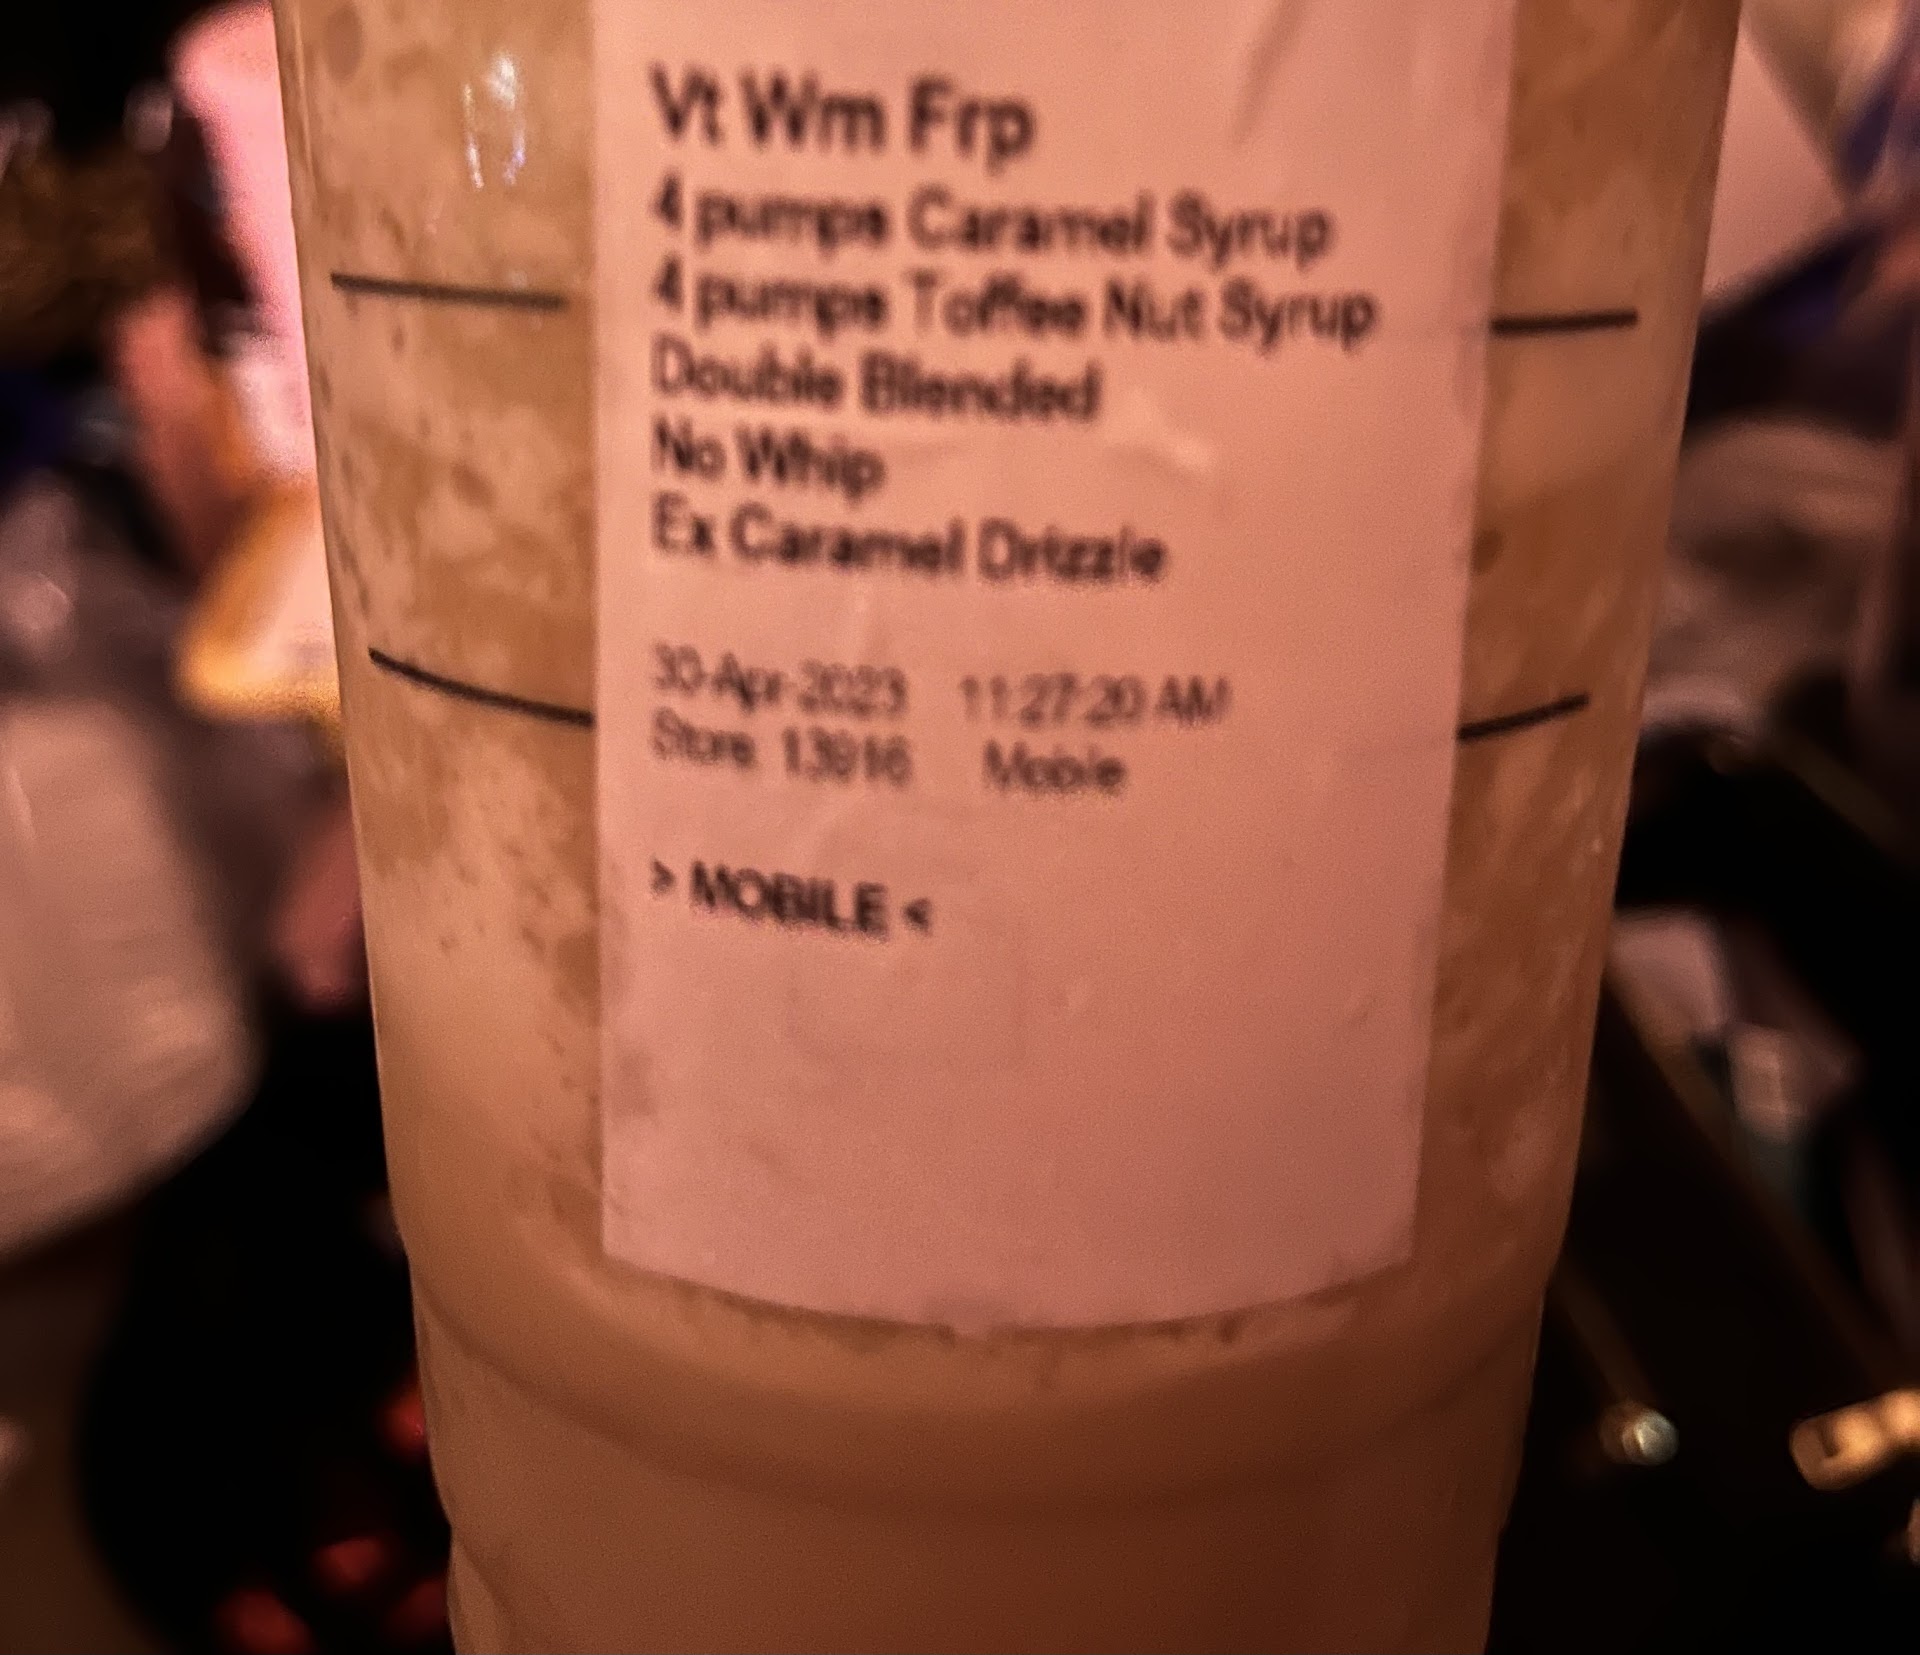 Vt Wm Frp
4 pumps Caramel Syrup
4 pumps Toffee Nut Syrup
Double Blended
No Whip
Ex Caramel Drizzle
30-Apr-2023 11:27:20 AM
Store: 13916 Mobile
> MOBILE <